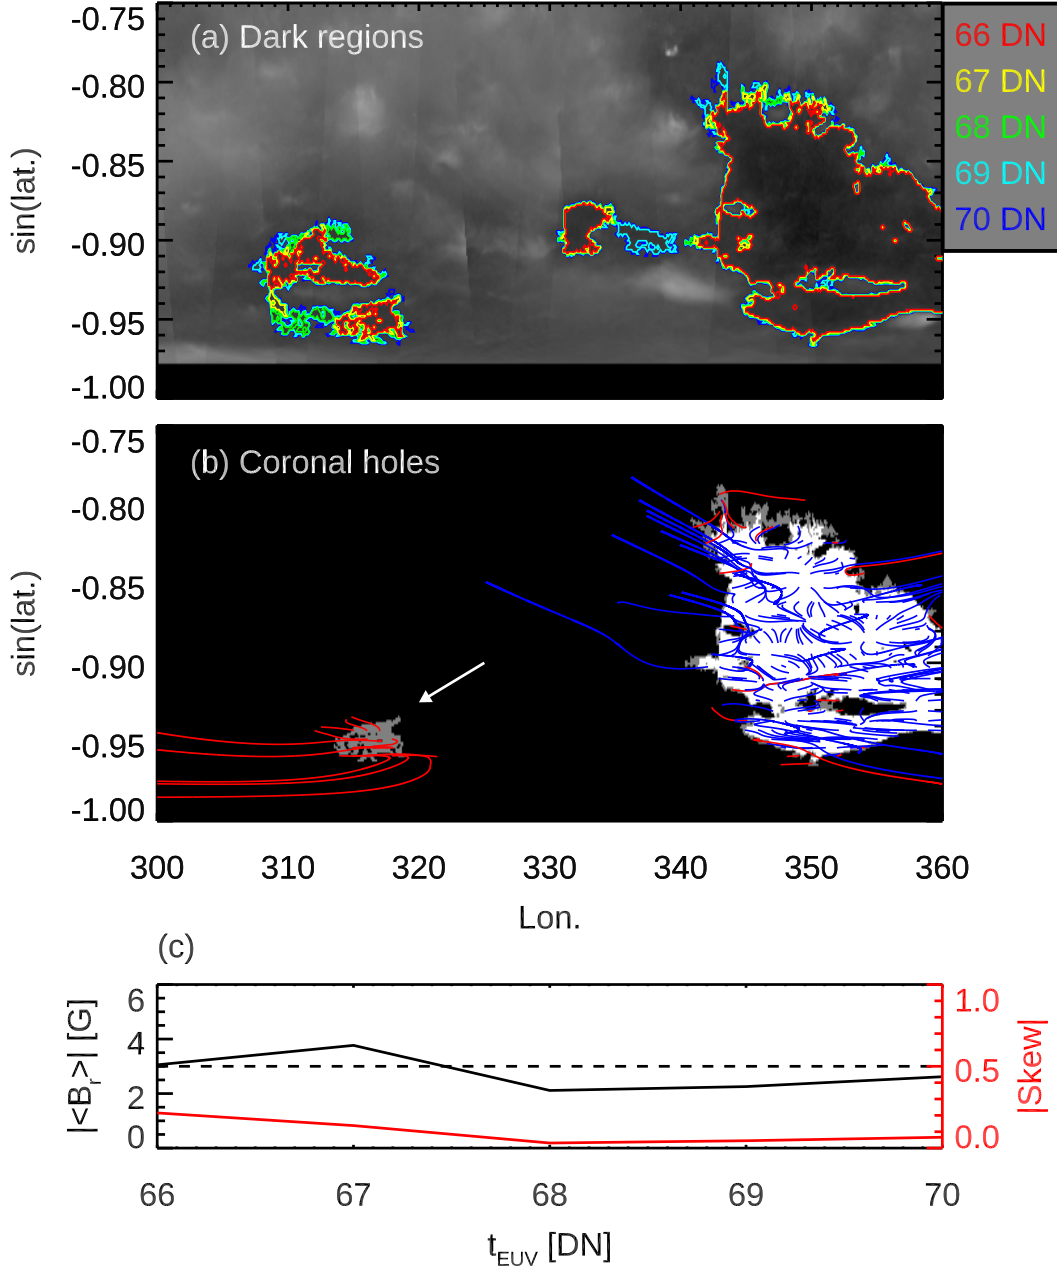 -0.75
(a) Dark regions
66 DN
-0.80
67 DN
68 DN
-0.85
69 DN
sin(lat.)
70 DN
-0.90
-0.95
-1.00
-0.75
(b) Coronal holes
-0.80
-0.85
sin(lat.)
-0.90
-0.95
-1.00
300 310 320 330 340 350 360
Lon.
(c)
6 1.0
4
|<B_r>| [G] 0.5 |Skew|
2
0 0.0
66 67 68 69 70
t_EUV [DN]